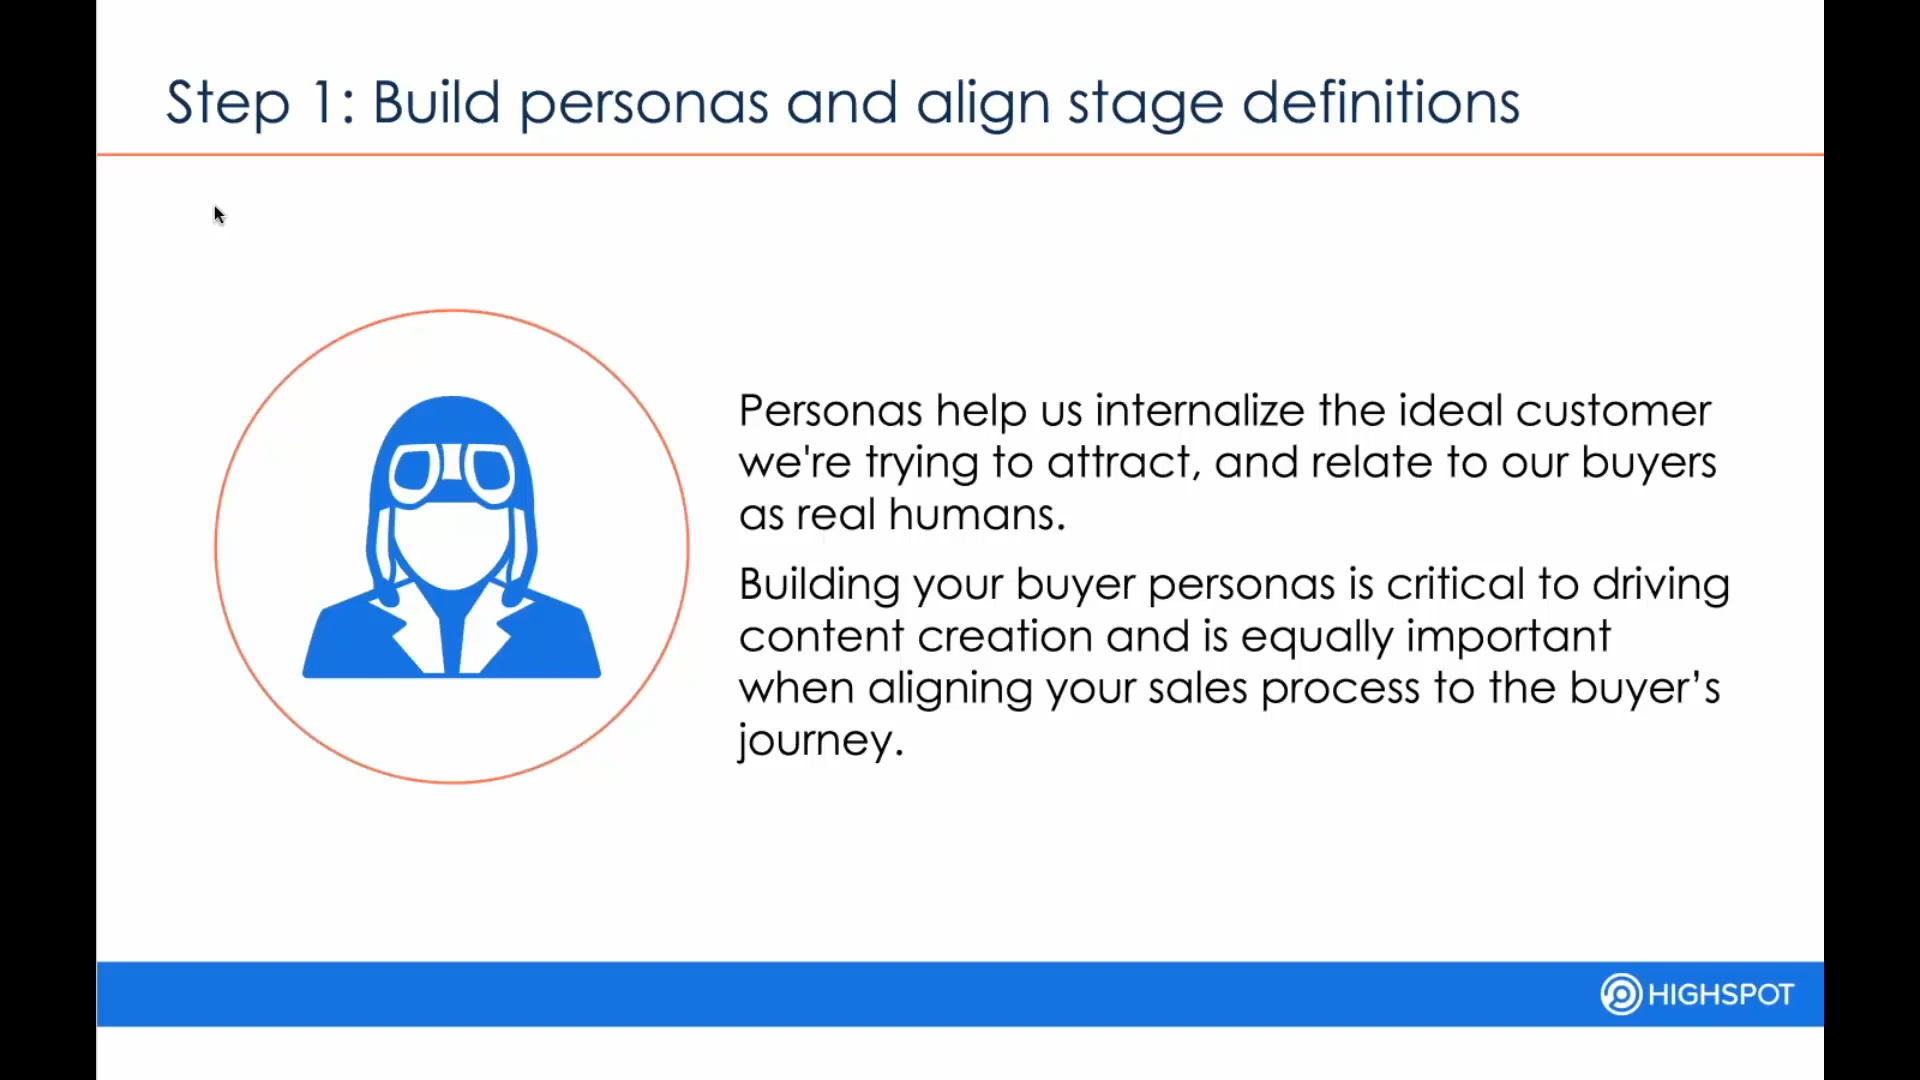 Step 1: Build personas and align stage definitions
Personas help us internalize the ideal customer
we're trying to attract, and relate to our buyers
as real humans.
Building your buyer personas is critical to driving
content creation and is equally important
when aligning your sales process to the buyer’s
journey.
HIGHSPOT